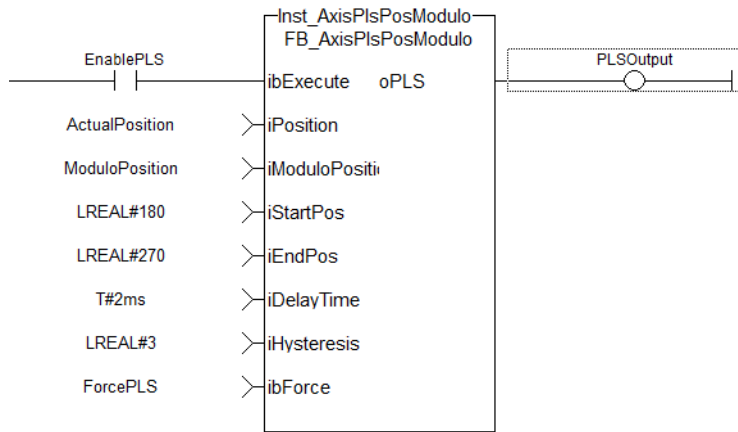 Inst_AxisPlsPosModulo
FB_AxisPlsPosModulo
EnablePLS
PLSOutput
ibExecute oPLS
ActualPosition iPosition
ModuloPosition iModuloPositi
LREAL#180 iStartPos
LREAL#270 iEndPos
T#2ms iDelayTime
LREAL#3 iHysteresis
ForcePLS ibForce